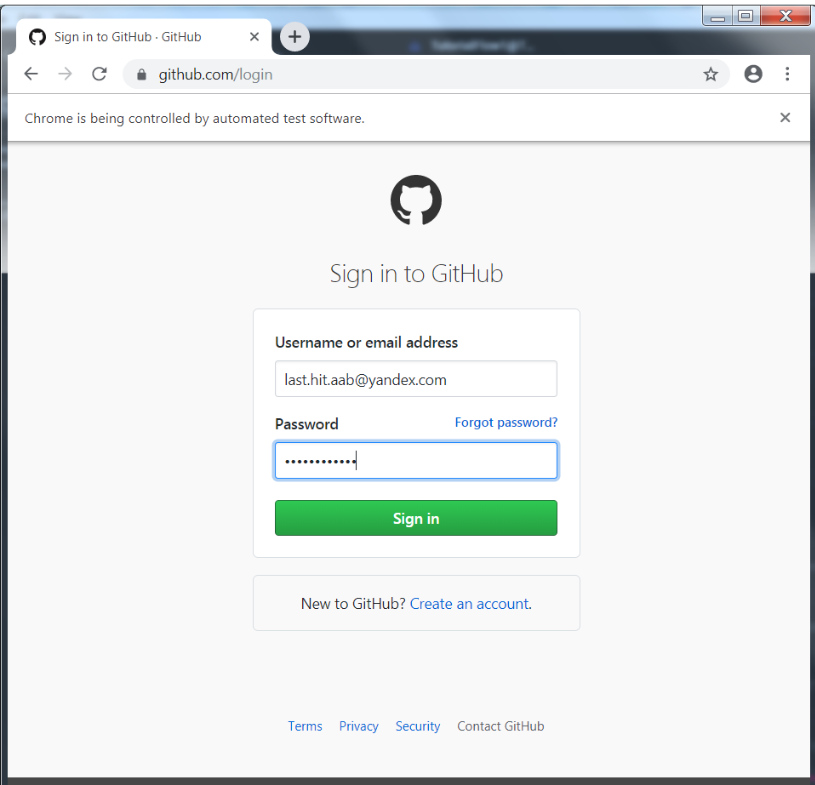 Sign in to GitHub · GitHub
github.com/login
Chrome is being controlled by automated test software.
Sign in to GitHub
Username or email address
last.hit.aab@yandex.com
Password Forgot password?
••••••••••••
Sign in
New to GitHub? Create an account.
Terms Privacy Security Contact GitHub